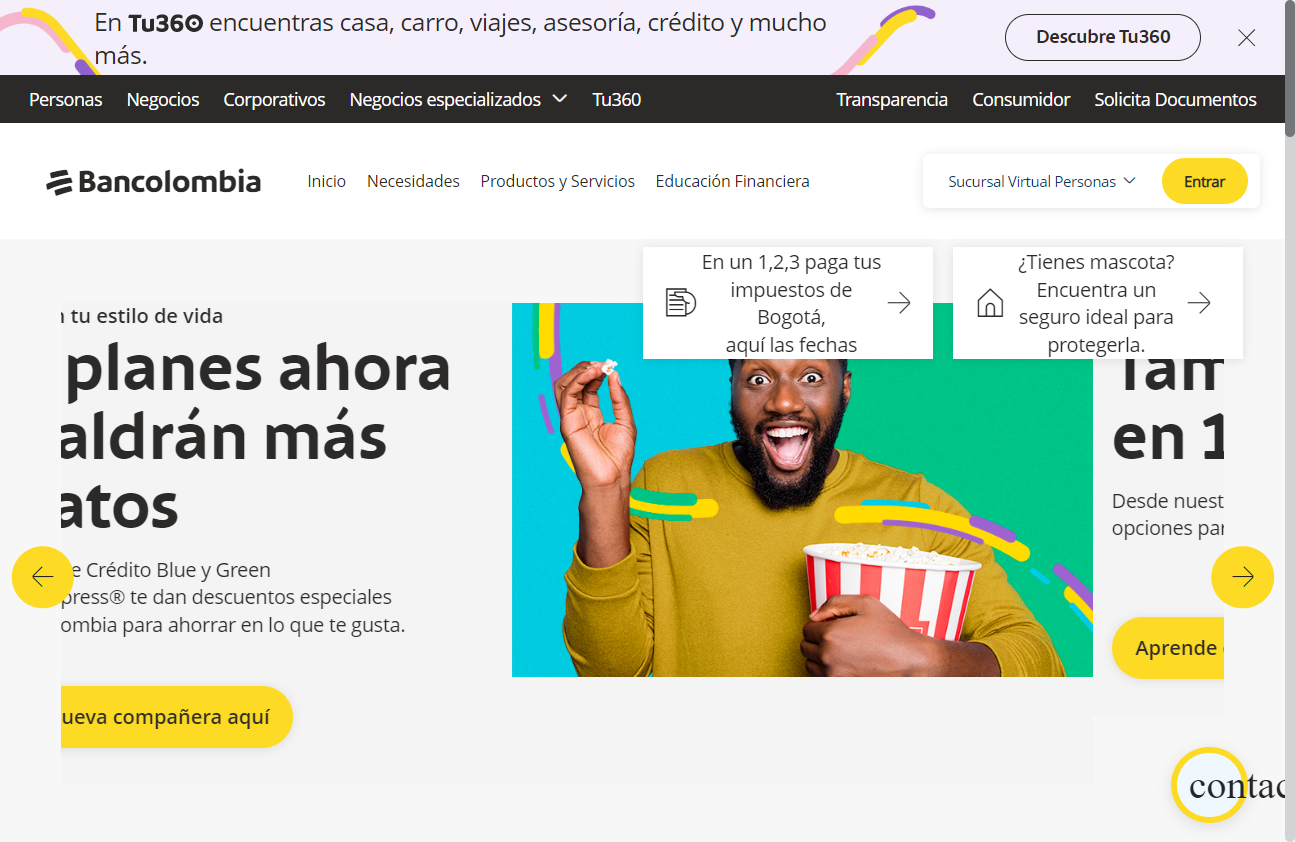 En Tu360 encuentras casa, carro, viajes, asesoría, crédito y mucho
más.
Descubre Tu360
Personas Negocios Corporativos Negocios especializados Tu360 Transparencia Consumidor Solicita Documentos
Bancolombia Inicio Necesidades Productos y Servicios Educación Financiera Sucursal Virtual Personas Entrar
En un 1,2,3 paga tus
impuestos de
Bogotá,
aquí las fechas
¿Tienes mascota?
Encuentra un
seguro ideal para
protegerla.
tu estilo de vida
planes ahora
aldrán más
atos
e Crédito Blue y Green
press® te dan descuentos especiales
ombia para ahorrar en lo que te gusta.
ueva compañera aquí
Tam
en 1
Desde nuest
opciones par
Aprende
contac